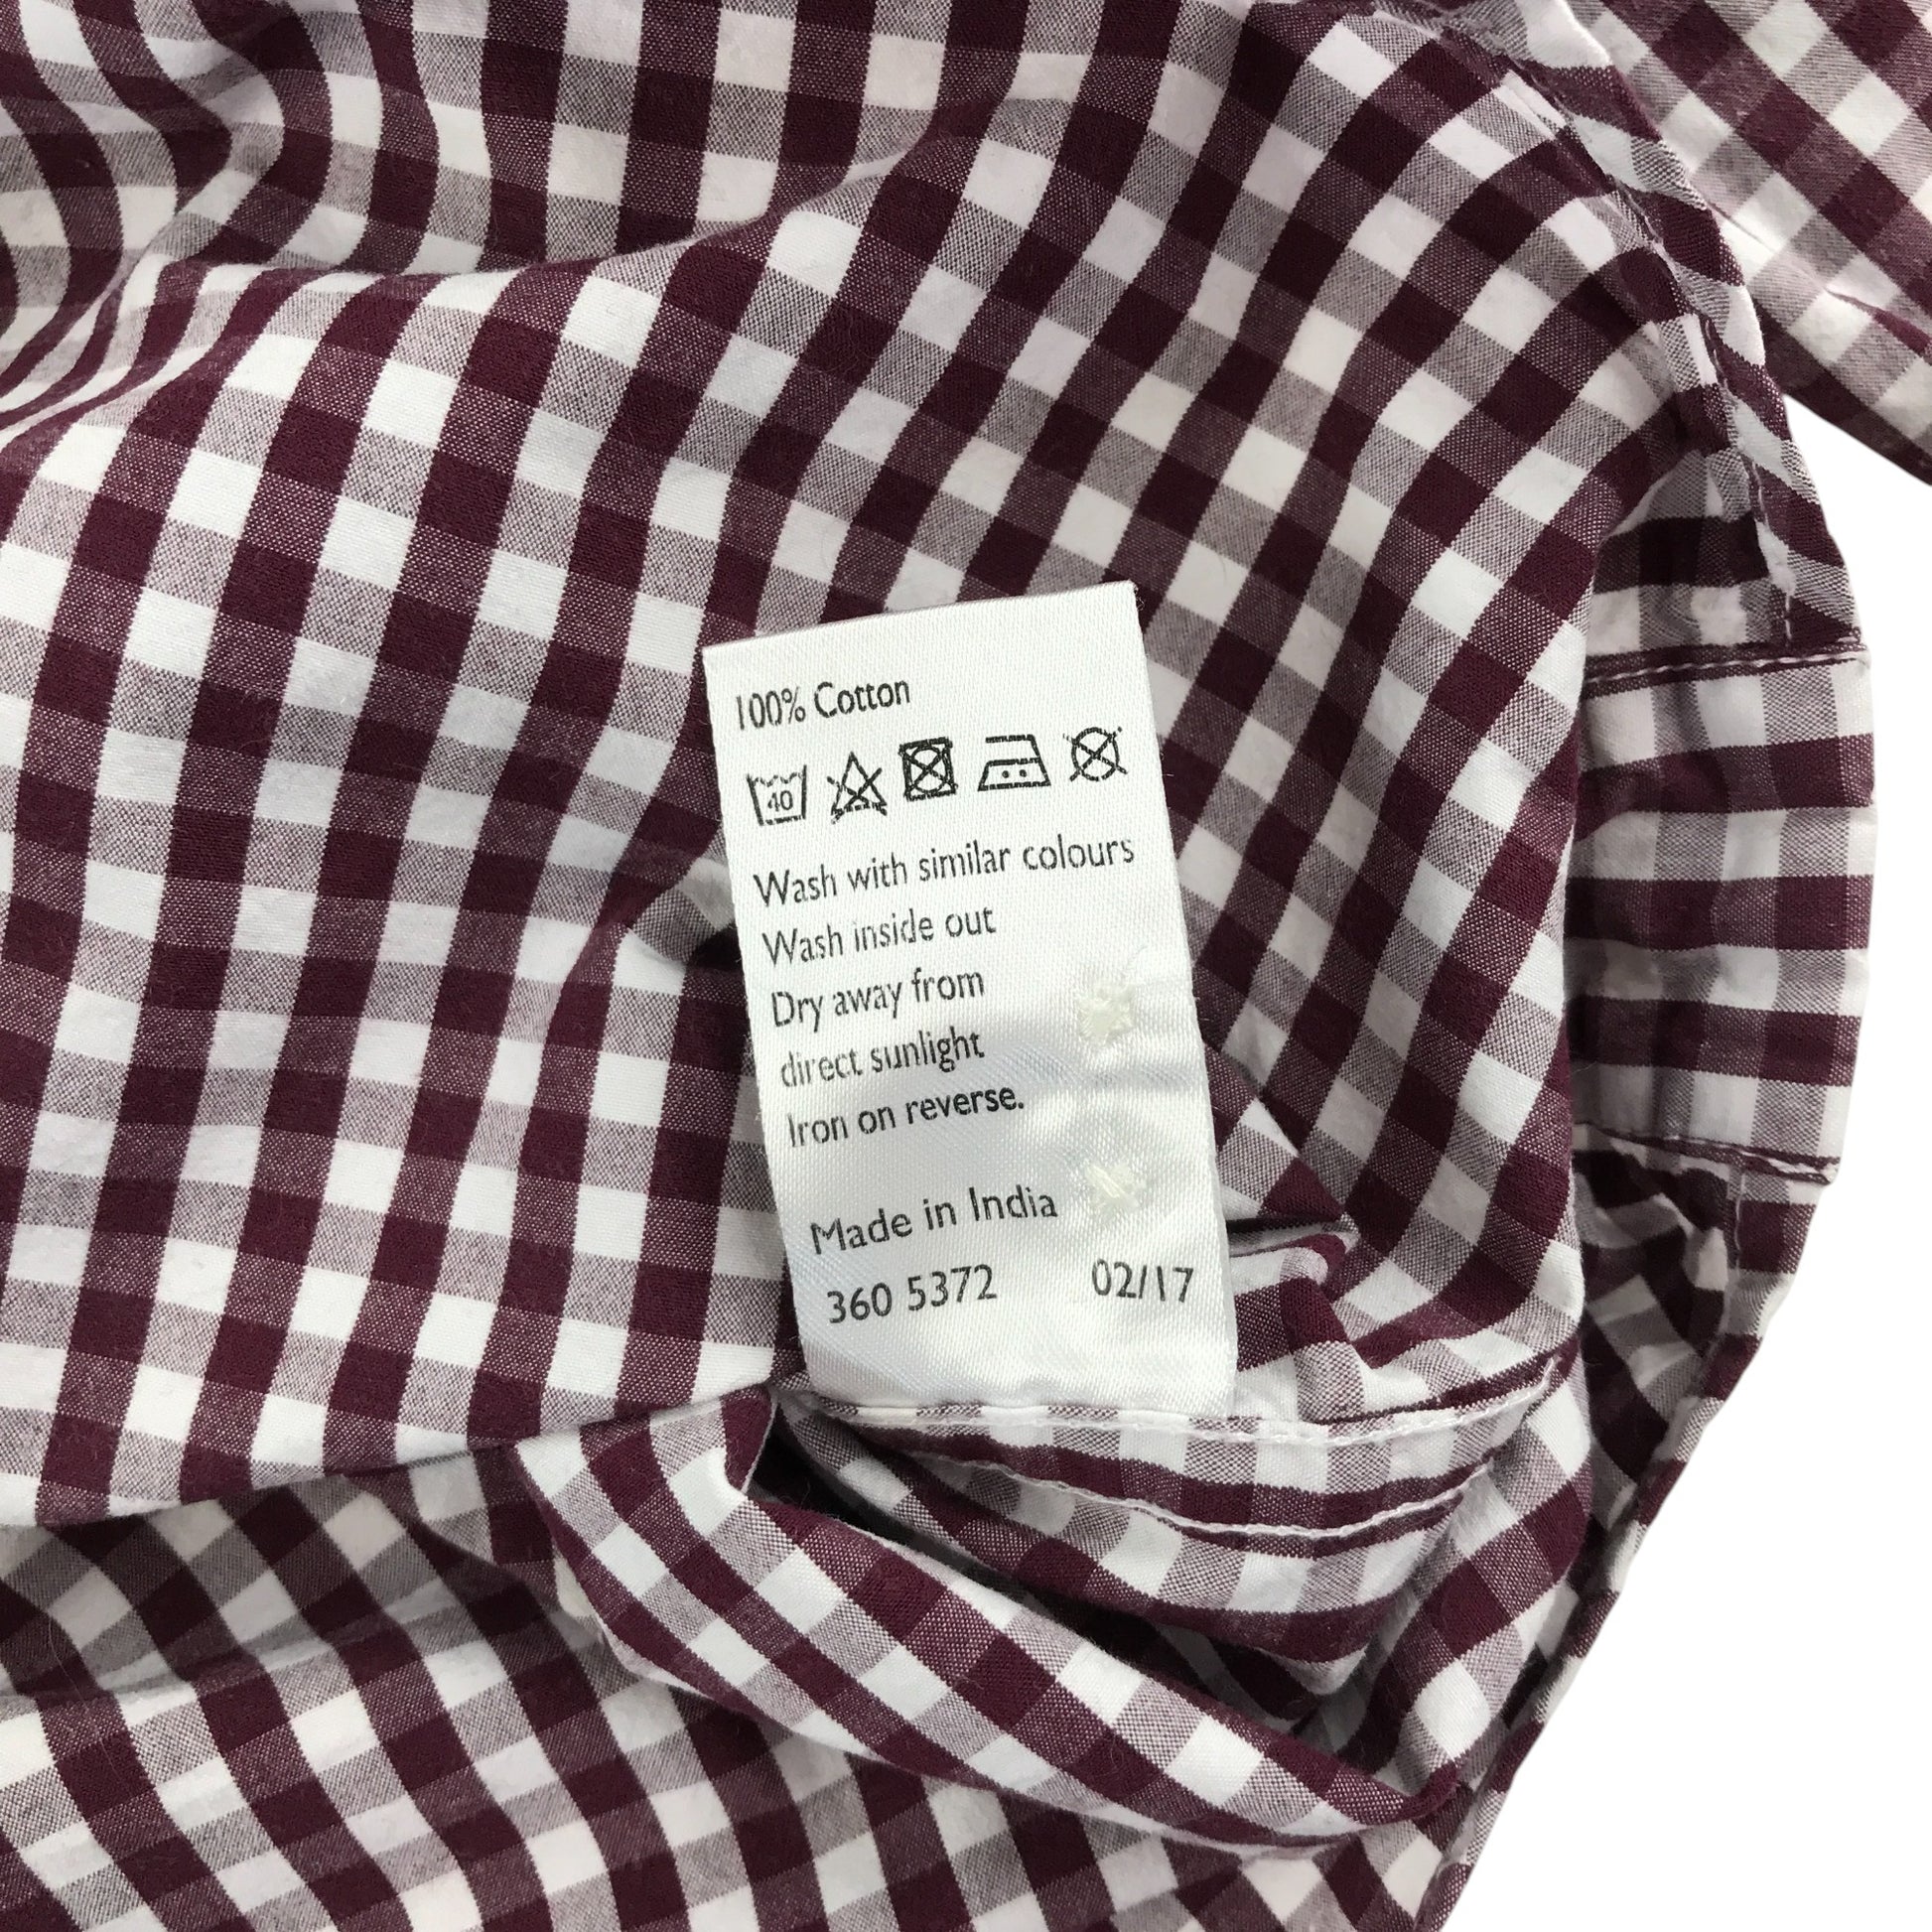 100% Cotton
40
Wash with similar colours
Wash inside out
Dry away from
direct sunlight
Iron on reverse.
Made in India
360 5372 02/17